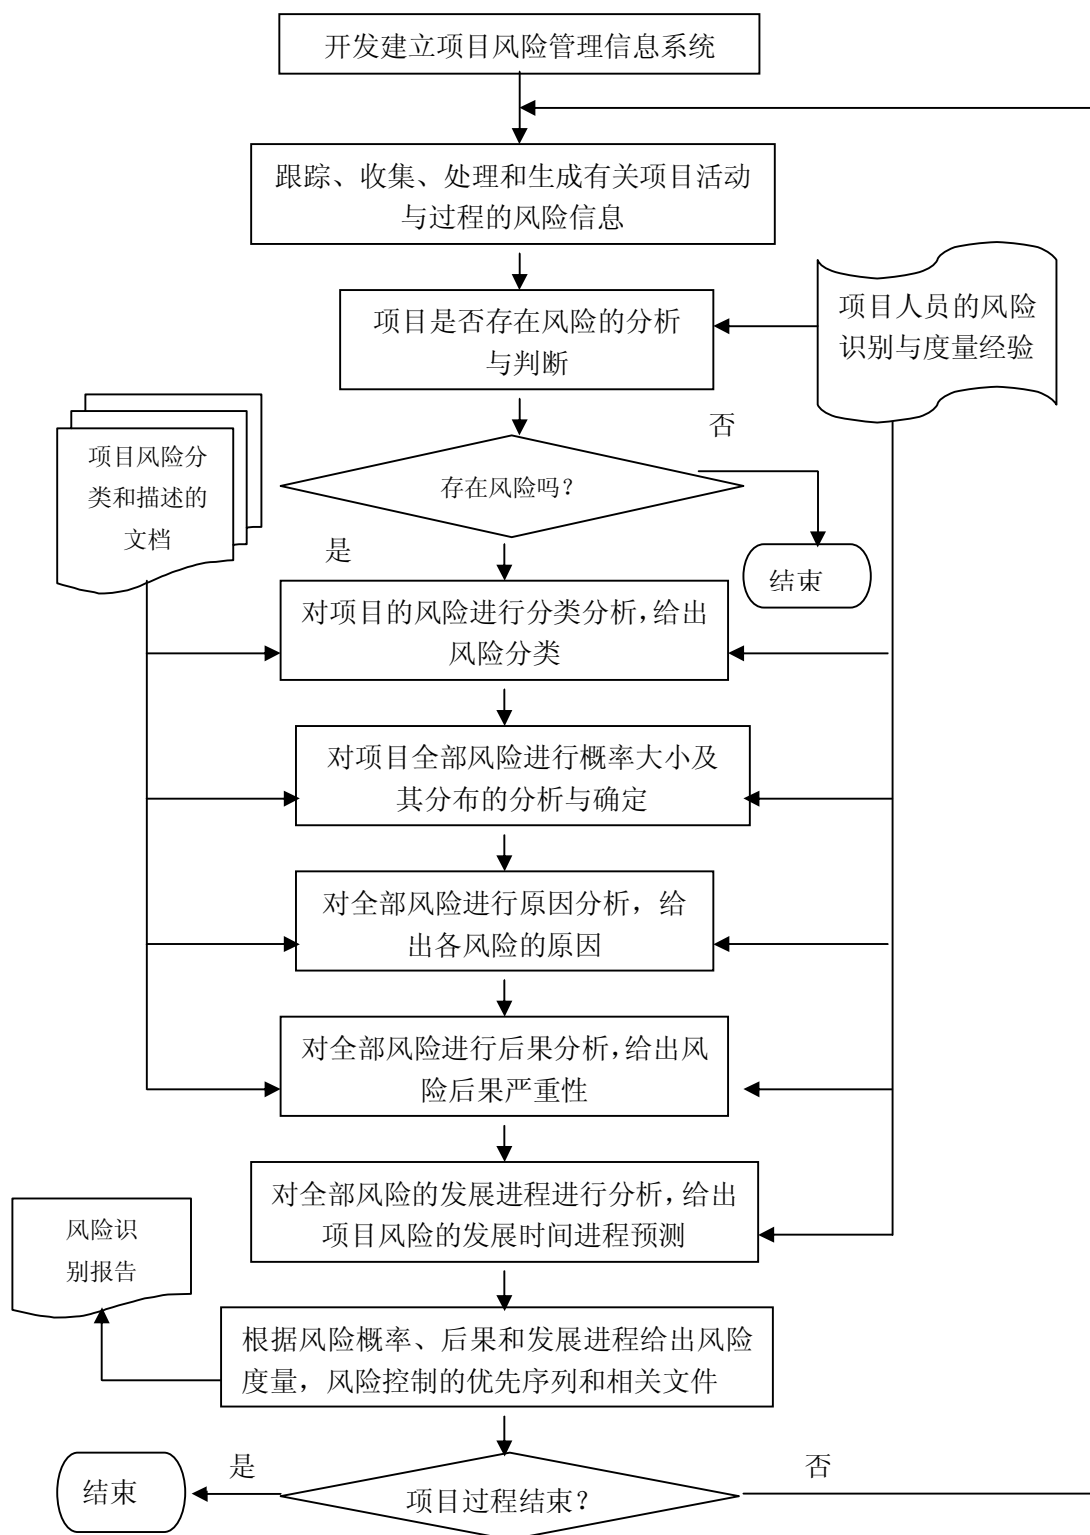 开发建立项目风险管理信息系统
跟踪、收集、处理和生成有关项目活动
与过程的风险信息
项目是否存在风险的分析
与判断
项目人员的风险
识别与度量经验
否
项目风险分
类和描述的
文档
存在风险吗？
是
结束
对项目的风险进行分类分析，给出
风险分类
对项目全部风险进行概率大小及
其分布的分析与确定
对全部风险进行原因分析，给
出各风险的原因
对全部风险进行后果分析，给出风
险后果严重性
对全部风险的发展进程进行分析，给出
项目风险的发展时间进程预测
风险识
别报告
根据风险概率、后果和发展进程给出风险
度量，风险控制的优先序列和相关文件
结束
是
项目过程结束？
否